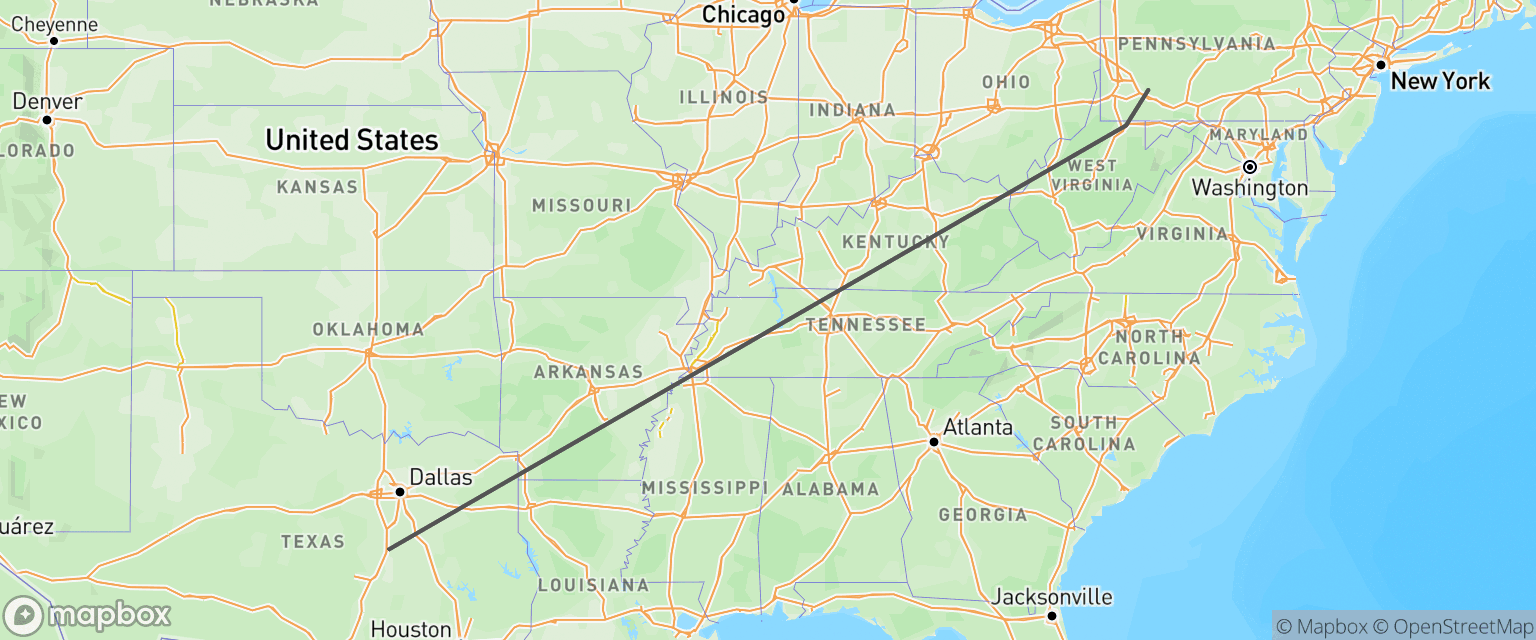 NEBRASKA
Chicago
Cheyenne
PENNSYLVANIA
OHIO
New York
ILLINOIS
INDIANA
Denver
United States
MARYLAND
OLORADO
WEST
VIRGINIA
KANSAS
Washington
MISSOURI
VIRGINIA
KENTUCKY
OKLAHOMA
TENNESSEE
NORTH
CAROLINA
ARKANSAS
NEW
XICO
SOUTH
CAROLINA
Atlanta
Dallas
MISSISSIPPI
ALABAMA
GEORGIA
uárez
TEXAS
LOUISIANA
Jacksonville
Houston
mapbox
© Mapbox © OpenStreetMap